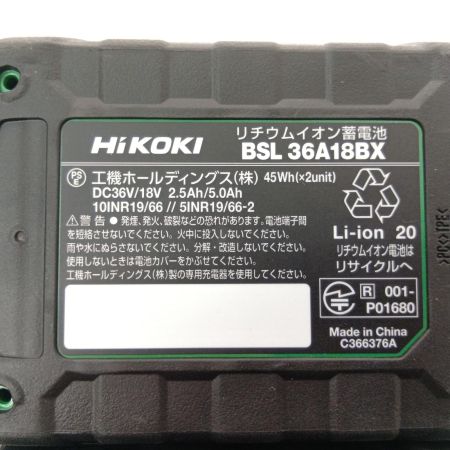 HiKOKI
リチウムイオン蓄電池
BSL 36A18BX
PS
E
工機ホールディングス(株) 45Wh(×2unit)
DC36V/18V 2.5Ah/5.0Ah
10INR19/66 // 5INR19/66-2
⚠警告 ● 発煙、発火、破裂などの恐れがあります。電池端子間
を短絡させないでください。火中に投入しないでください。
雨や水にぬらさないでください。分解・改造しないでください。
使用しないときは電池カバーをかぶせてください。
工機ホールディングス(株)製の専用充電器を使用してください。
Li-ion 20
リチウムイオン電池は
リサイクルへ
R 001-
P01680
Made in China
C366376A